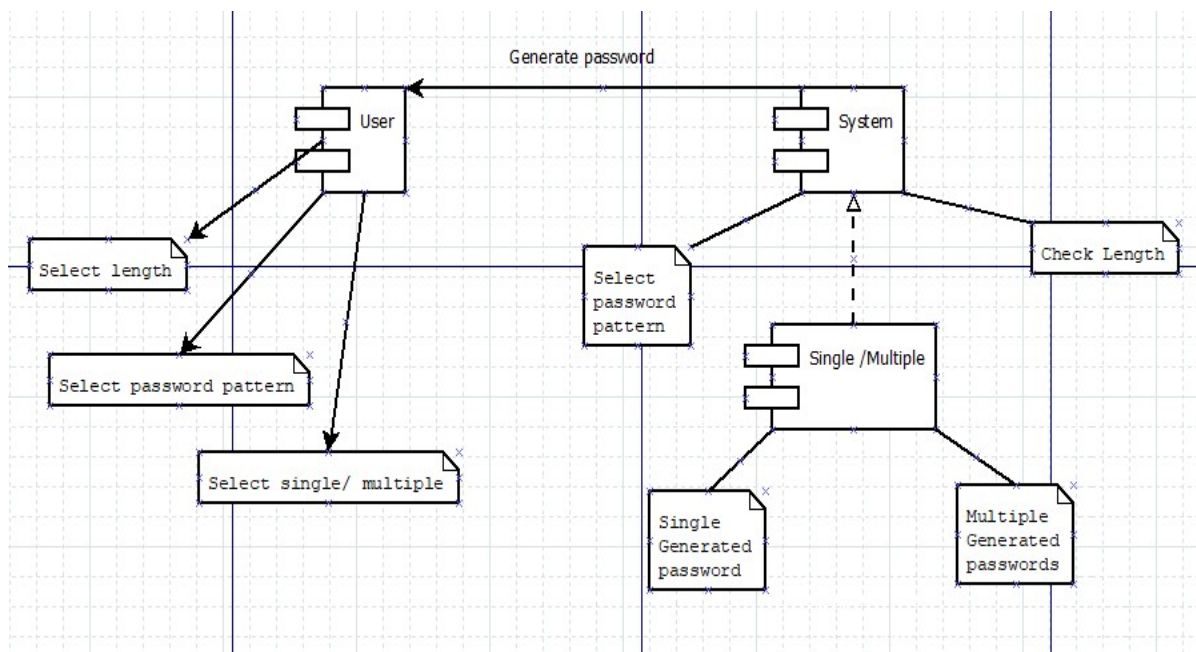 Generate password
User
System
Select length
Check Length
Select
password
pattern
Single /Multiple
Select password pattern
Select single/ multiple
Single
Generated
password
Multiple
Generated
passwords